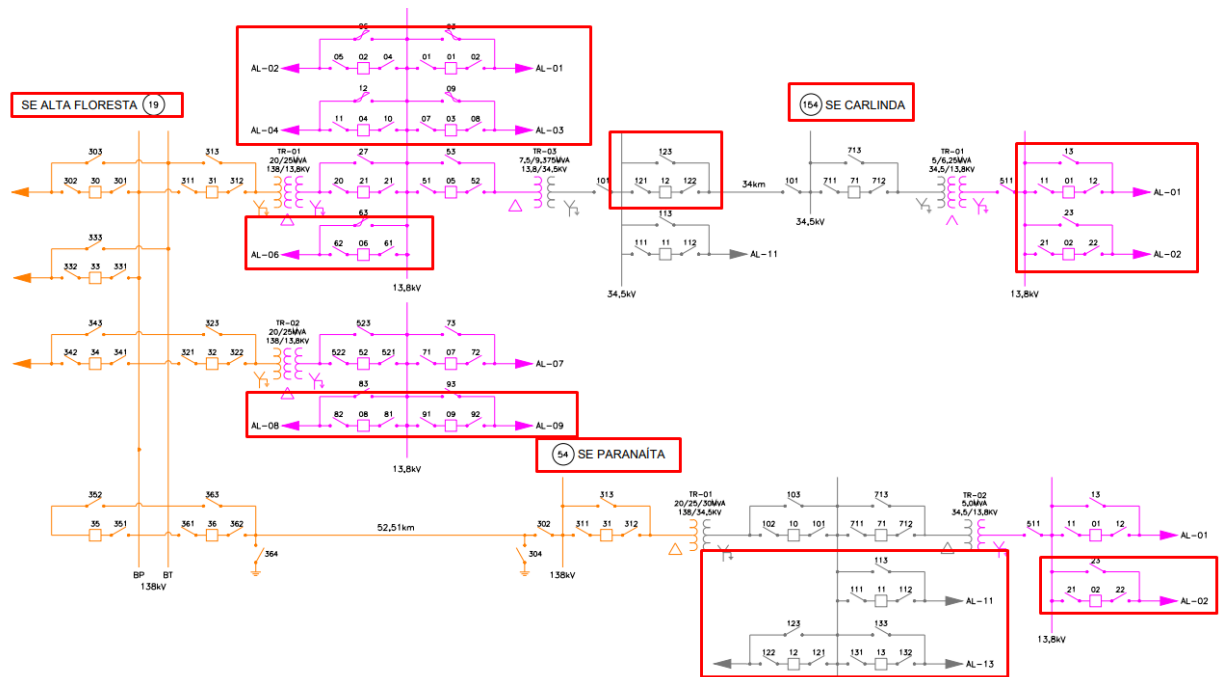 SE ALTA FLORESTA 19
03
AL-02 05 02 04 01 01 02 AL-01
12 09
AL-04 11 04 10 07 03 08 AL-03
154 SE CARLINDA
303 313
302 30 301 311 31 312
TR-01
20/25MVA
138/13,8KV
27 53
20 21 21 51 05 52
TR-03
7,5/9,375MVA
13,8/34,5KV
101
123
121 12 122
34km
101
713
711 71 712
TR-01
5/6,25MVA
34,5/13,8KV
511
13
11 01 12 AL-01
23
21 02 22 AL-02
34,5kV
13,8kV
63
AL-06 62 06 61
13,8kV
113
111 11 112 AL-11
34,5kV
333
332 33 331
343 323
342 34 341 321 32 322
TR-02
20/25MVA
138/13,8KV
523 73
522 52 521 71 07 72 AL-07
83 93
AL-08 82 08 81 91 09 92 AL-09
13,8kV
54 SE PARANAÍTA
352 363
35 351 361 36 362
364
52,51km
304
302
313
311 31 312
138kV
BP BT
138kV
TR-01
20/25/30MVA
138/34,5KV
103 713
102 10 101 711 71 712
TR-02
5,0MVA
34,5/13,8KV
511
13
11 01 12 AL-01
23
21 02 22 AL-02
13,8kV
113
111 11 112 AL-11
123 133
122 12 121 131 13 132 AL-13